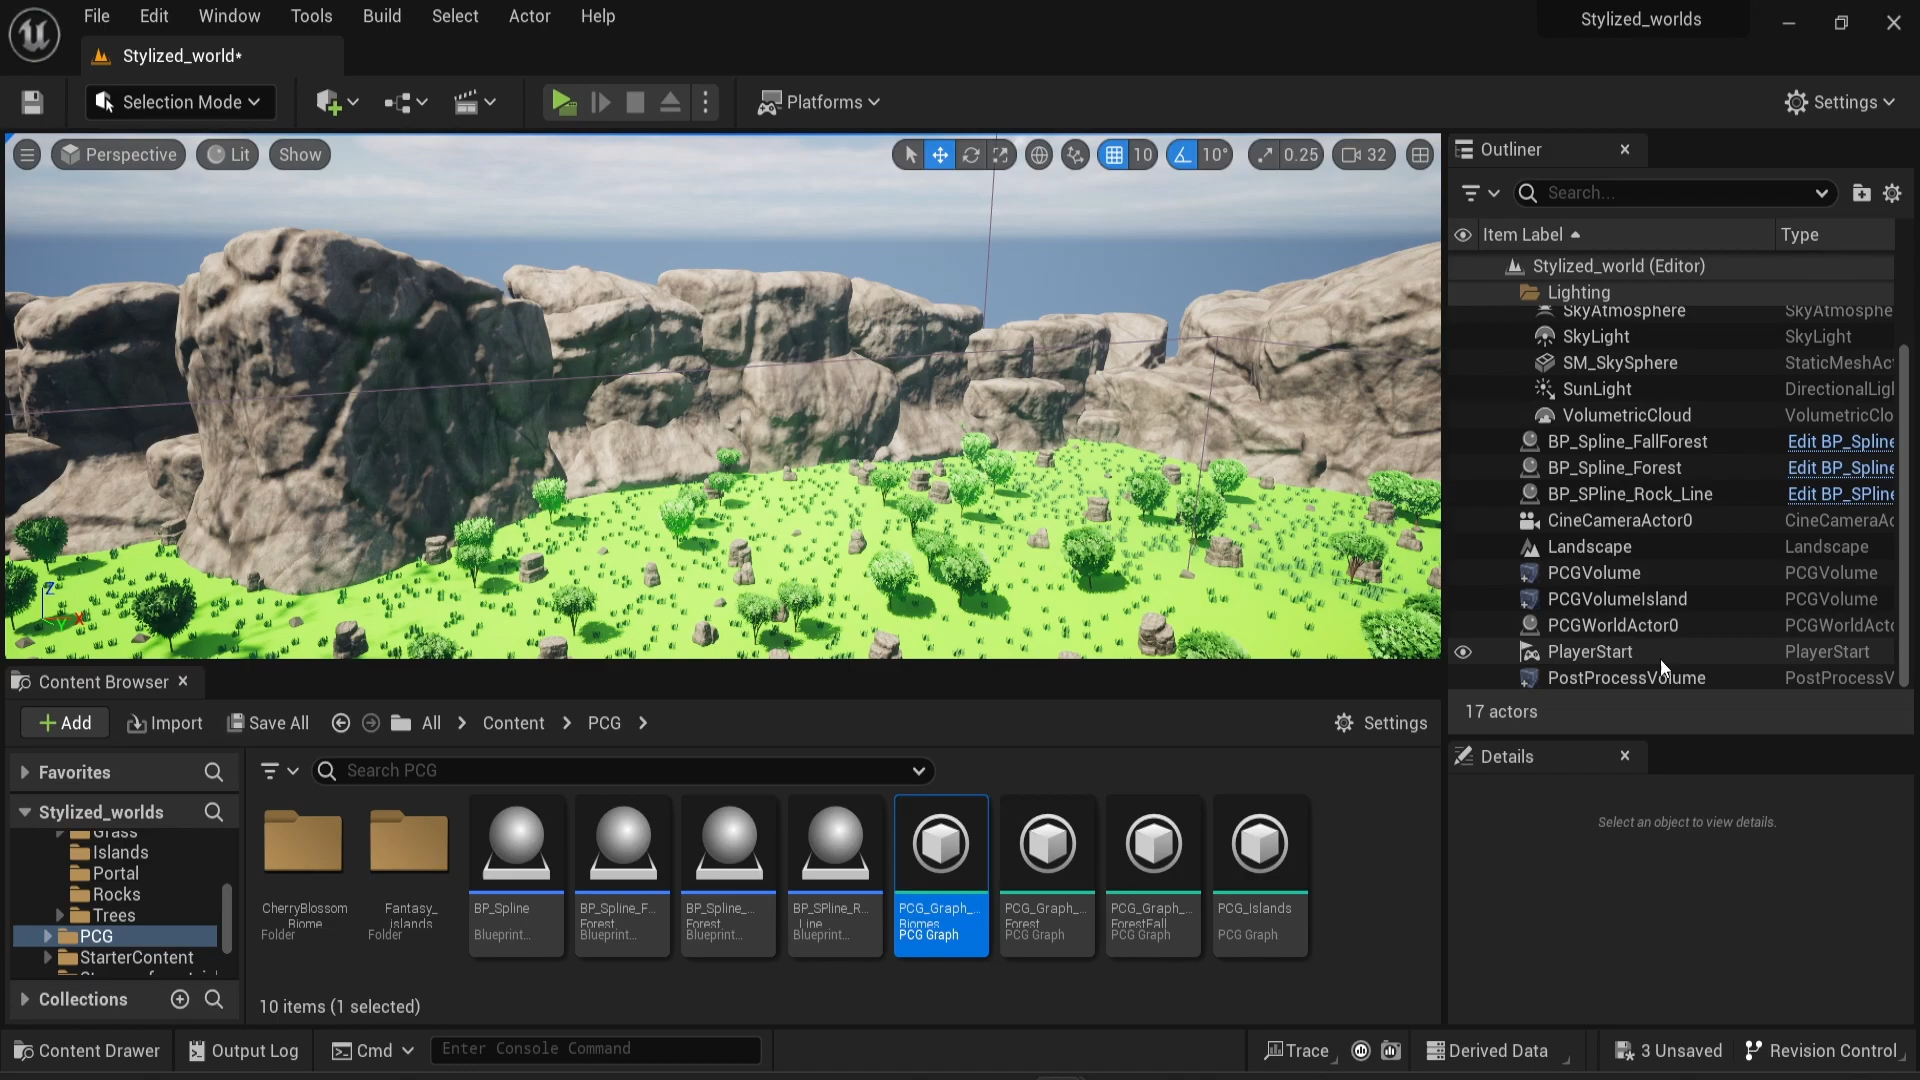 File Edit Window Tools Build Select Actor Help
Stylized_worlds
Stylized_world*
Selection Mode
Platforms
Settings
Perspective Lit Show
10 10° 0.25 32
Outliner
Search...
Item Label Type
Stylized_world (Editor)
Lighting
SkyAtmosphere SkyAtmosphe
SkyLight SkyLight
SM_SkySphere StaticMeshAc
SunLight DirectionalLigh
VolumetricCloud VolumetricClo
BP_Spline_FallForest Edit BP_Spline
BP_Spline_Forest Edit BP_Spline
BP_SPline_Rock_Line Edit BP_SPline
CineCameraActor0 CineCameraAc
Landscape Landscape
PCGVolume PCGVolume
PCGVolumeIsland PCGVolume
PCGWorldActor0 PCGWorldActo
PlayerStart PlayerStart
PostProcessVolume PostProcessV
17 actors
Details
Select an object to view details.
Z
X
Content Browser
Add Import Save All All Content PCG
Settings
Favorites
Search PCG
Stylized_worlds
Grass
Islands
Portal
Rocks
Trees
PCG
StarterContent
Collections
CherryBlossom
Biome
Folder
Fantasy_
Islands
Folder
BP_Spline
Blueprint...
BP_Spline_F...
Forest
Blueprint...
BP_Spline_...
Forest
Blueprint...
BP_SPline_R...
Line
Blueprint...
PCG_Graph_...
Biomes
PCG Graph
PCG_Graph_...
Forest
PCG Graph
PCG_Graph_...
ForestFall
PCG Graph
PCG_Islands
PCG Graph
10 items (1 selected)
Content Drawer Output Log Cmd Enter Console Command
Trace Derived Data 3 Unsaved Revision Control